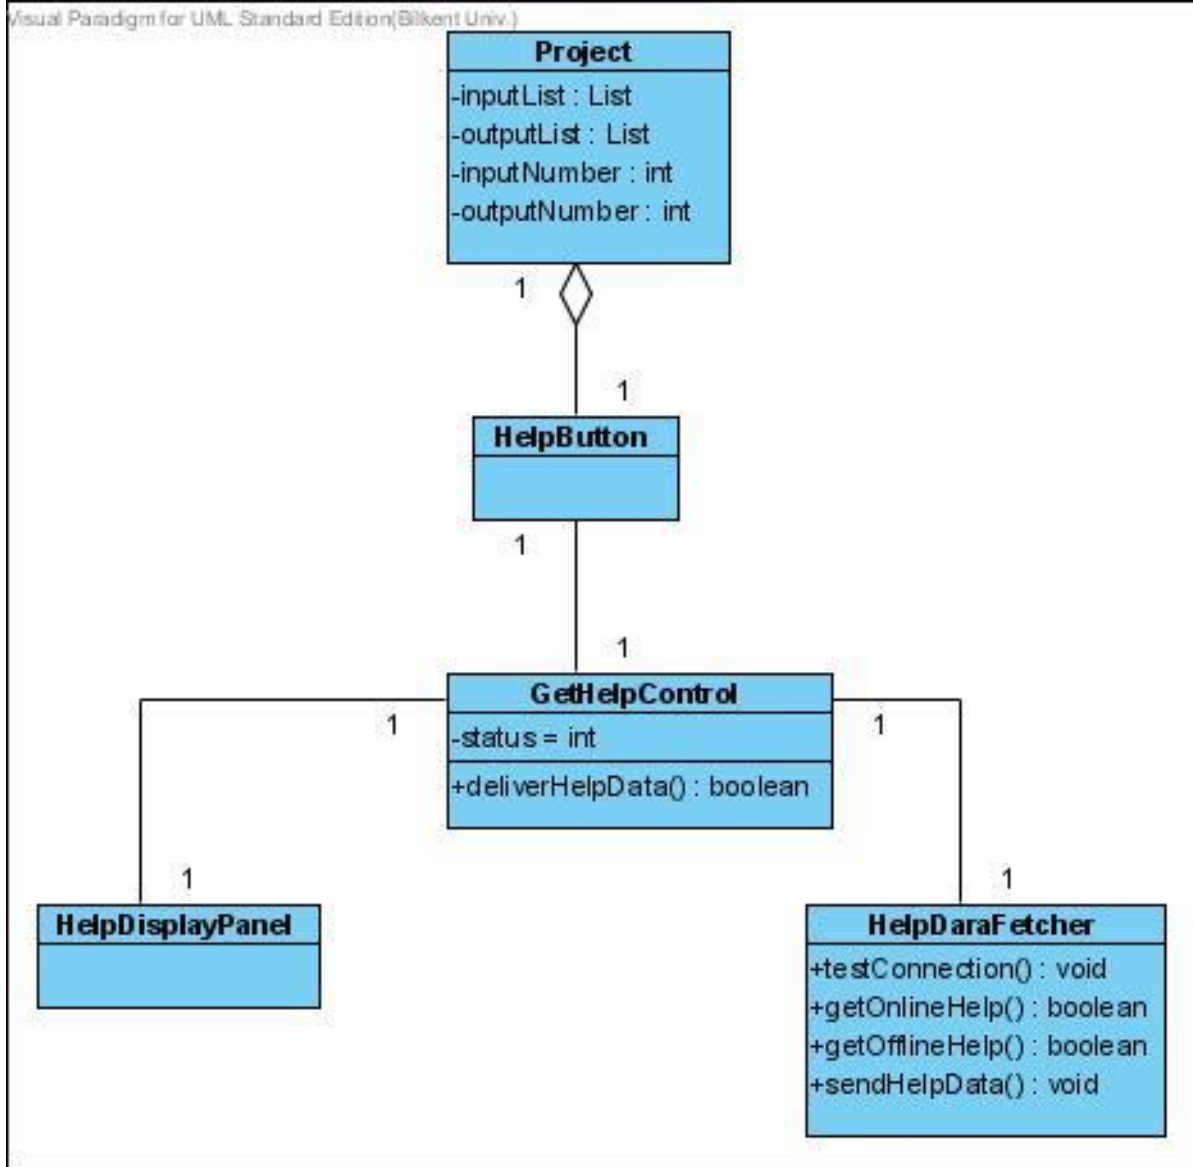 Visual Paradigm for UML Standard Edition(Bilkent Univ.)
Project
-inputList : List
-outputList : List
-inputNumber : int
-outputNumber : int
1
1
HelpButton
1
1
GetHelpControl
-status = int
+deliverHelpData() : boolean
1
1
1
1
HelpDisplayPanel
HelpDaraFetcher
+testConnection() : void
+getOnlineHelp() : boolean
+getOfflineHelp() : boolean
+sendHelpData() : void